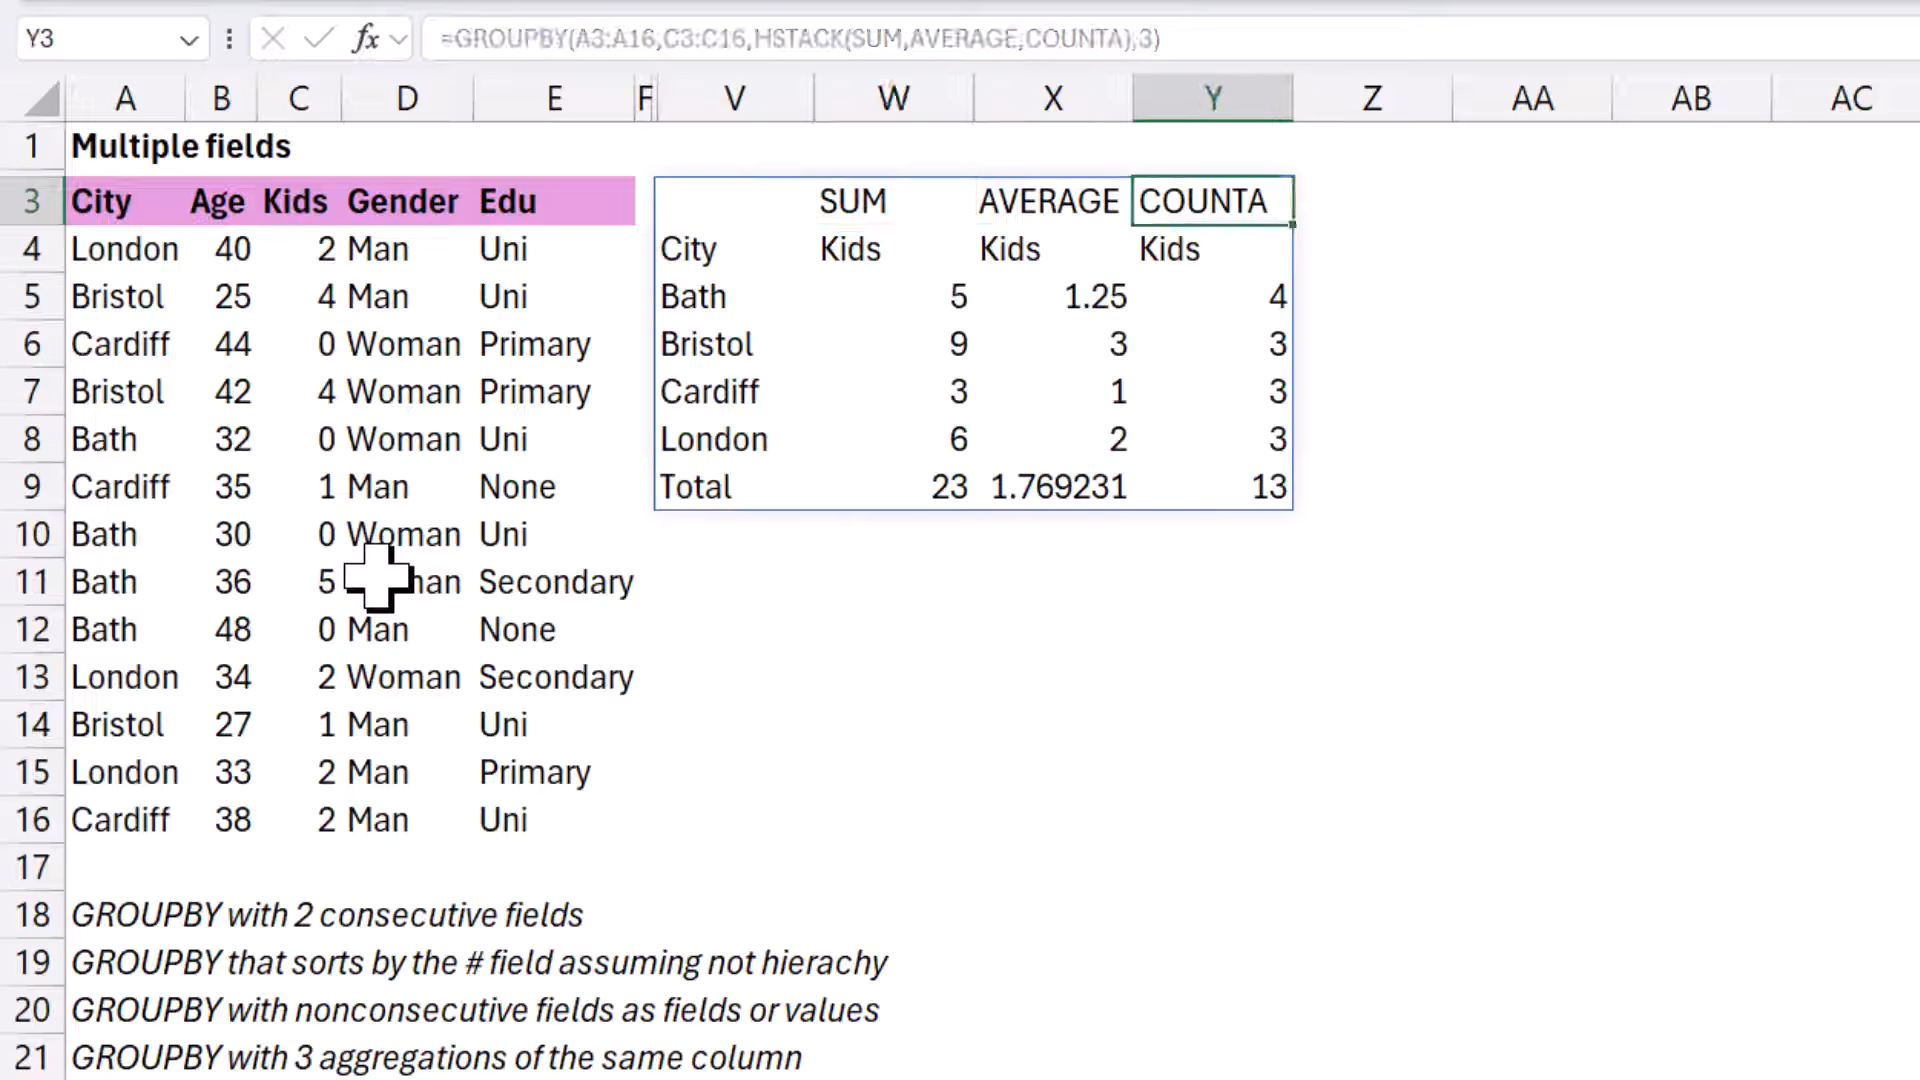 Y3 fx =GROUPBY(A3:A16,C3:C16,HSTACK(SUM,AVERAGE,COUNTA),3)
A B C D E F V W X Y Z AA AB AC
1 Multiple fields
3 City Age Kids Gender Edu SUM AVERAGE COUNTA
4 London 40 2 Man Uni City Kids Kids Kids
5 Bristol 25 4 Man Uni Bath 5 1.25 4
6 Cardiff 44 0 Woman Primary Bristol 9 3 3
7 Bristol 42 4 Woman Primary Cardiff 3 1 3
8 Bath 32 0 Woman Uni London 6 2 3
9 Cardiff 35 1 Man None Total 23 1.769231 13
10 Bath 30 0 Woman Uni
11 Bath 36 5 Secondary
12 Bath 48 0 Man None
13 London 34 2 Woman Secondary
14 Bristol 27 1 Man Uni
15 London 33 2 Man Primary
16 Cardiff 38 2 Man Uni
17
18 GROUPBY with 2 consecutive fields
19 GROUPBY that sorts by the # field assuming not hierachy
20 GROUPBY with nonconsecutive fields as fields or values
21 GROUPBY with 3 aggregations of the same column